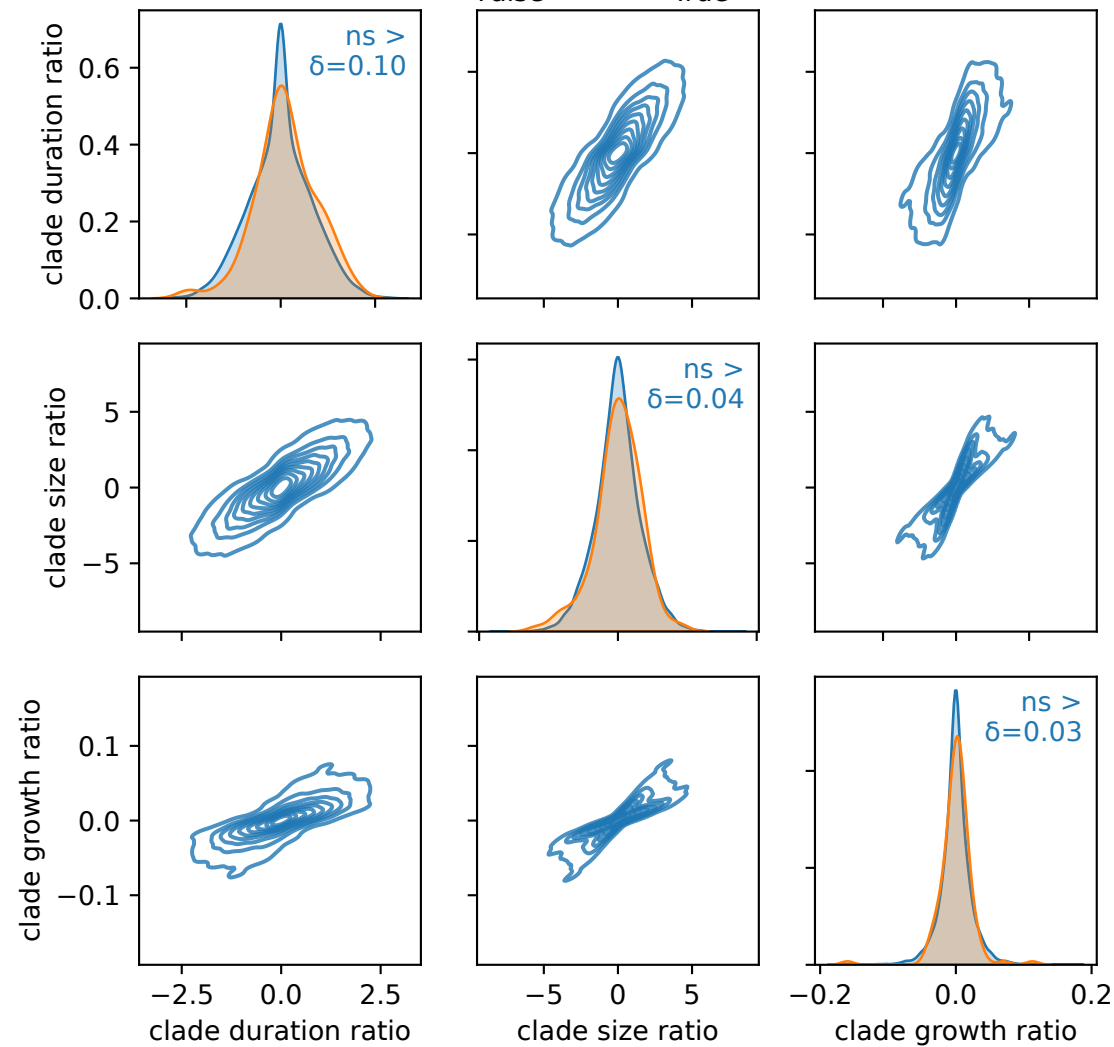 clade duration ratio
0.6
0.4
0.2
0.0
ns >
δ=0.10
clade size ratio
5
0
−5
ns >
δ=0.04
clade growth ratio
0.1
0.0
−0.1
ns >
δ=0.03
−2.5 0.0 2.5
−5 0 5
−0.2 0.0 0.2
clade duration ratio
clade size ratio
clade growth ratio